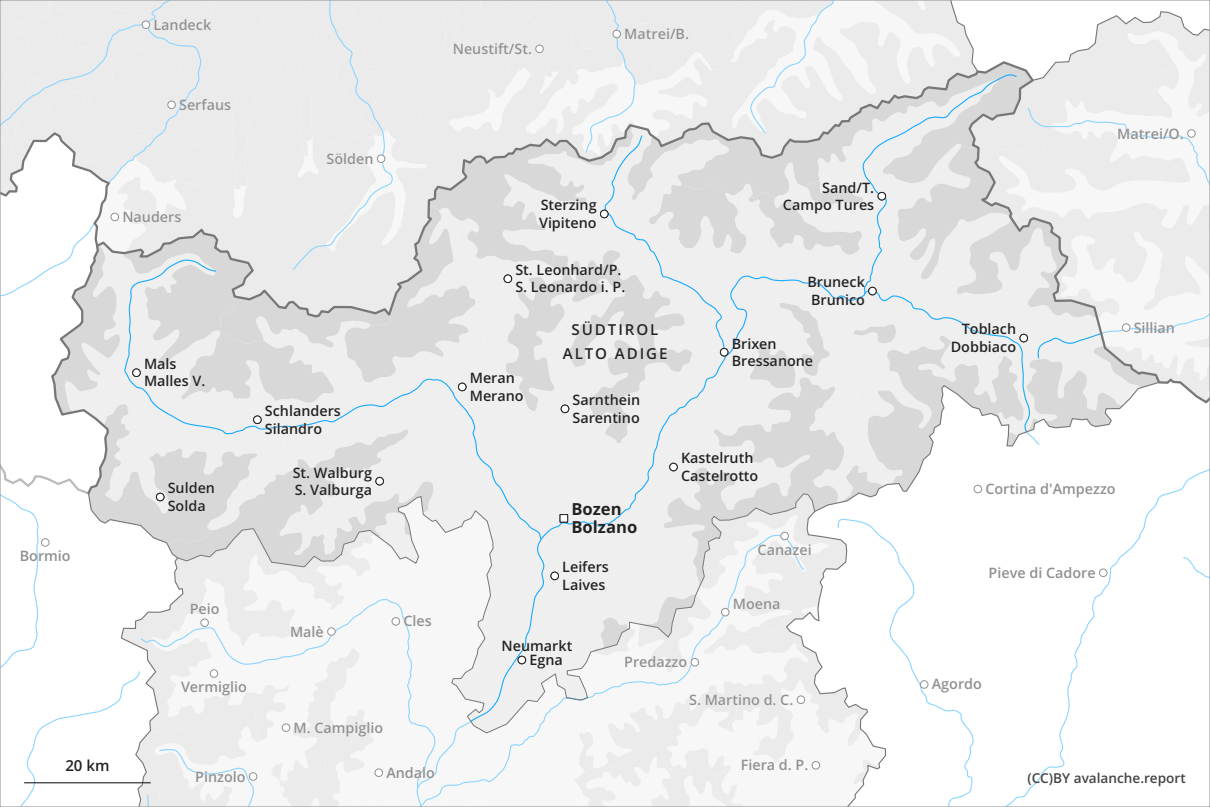 Landeck
Matrei/B.
Neustift/St.
Serfaus
Matrei/O.
Sölden
Sand/T.
Campo Tures
Nauders
Sterzing
Vipiteno
St. Leonhard/P.
S. Leonardo i. P.
Bruneck
Brunico
SÜDTIROL
ALTO ADIGE
Toblach
Dobbiaco
Sillian
Brixen
Bressanone
Mals
Malles V.
Meran
Merano
Schlanders
Silandro
Sarnthein
Sarentino
St. Walburg
S. Valburga
Kastelruth
Castelrotto
Sulden
Solda
Cortina d'Ampezzo
Bozen
Bolzano
Bormio
Canazei
Leifers
Laives
Pieve di Cadore
Peio
Moena
Malè
Cles
Neumarkt
Egna
Predazzo
Vermiglio
Agordo
S. Martino d. C.
M. Campiglio
Fiera d. P.
20 km
Pinzolo
Andalo
(CC)BY avalanche.report